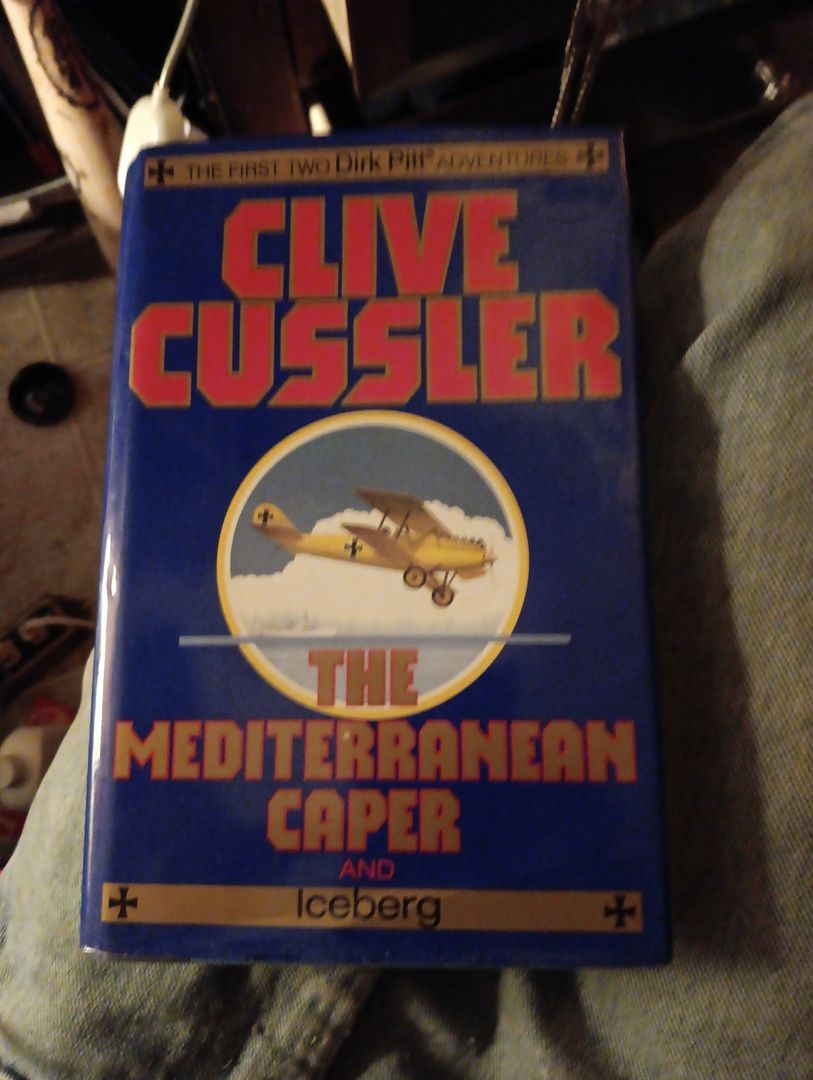 THE FIRST TWO Dirk Pitt® ADVENTURES
CLIVE
CUSSLER
THE
MEDITERRANEAN
CAPER
AND
Iceberg